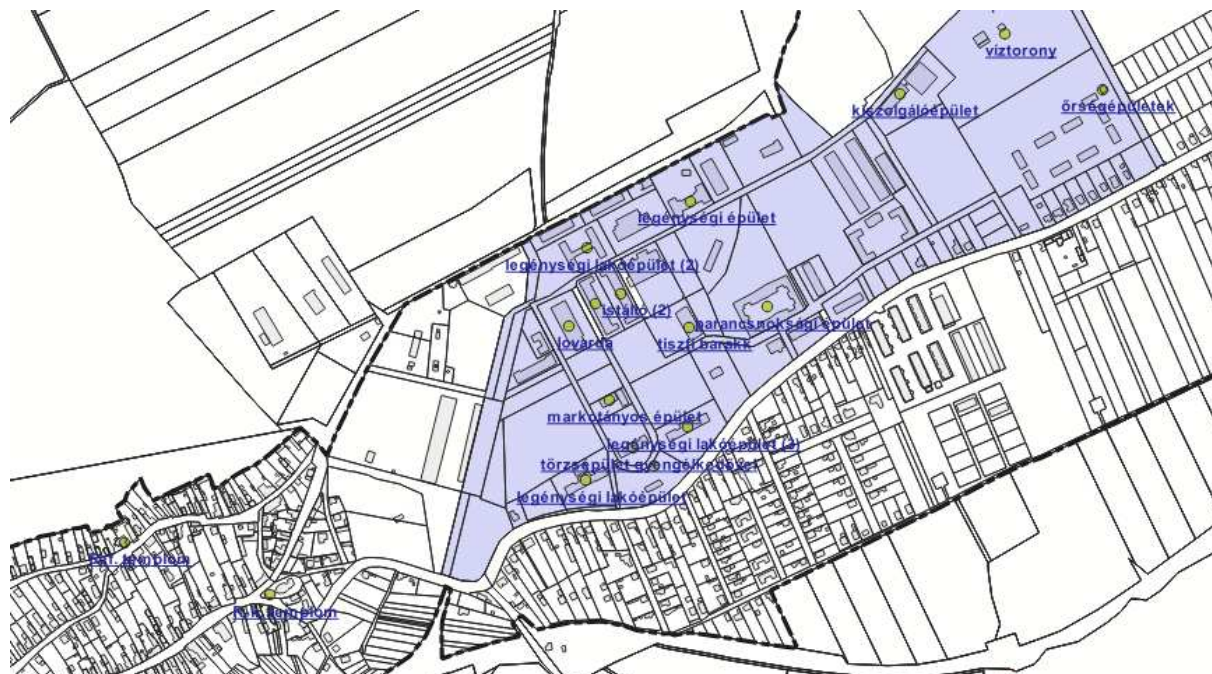 víztorony
kiszolgálóépület
őrségépületek
legénységi épület
legénységi lakóépület (2)
istálló (2)
parancsnoksági épület
lovarda
tiszti barakk
markotányos épület
legénységi lakóépület (3)
törzsépület gyengélkedővel
legénységi lakóépület
Ref. templom
R.k. templom